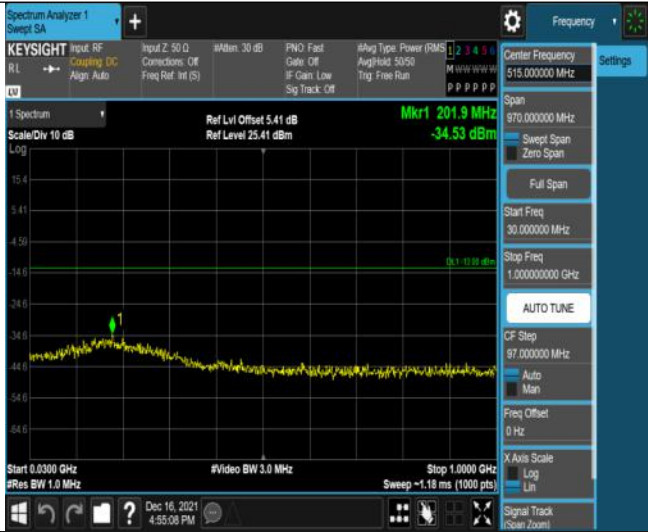 Spectrum Analyzer 1
Swept SA
Frequency
KEYSIGHT
RL
LV
Input: RF
Coupling: DC
Align: Auto
Input Z: 50 Ω
Corrections: Off
Freq Ref: Int (S)
#Atten: 30 dB
PNO: Fast
Gate: Off
IF Gain: Low
Sig Track: Off
#Avg Type: Power (RMS
Avg|Hold: 50/50
Trig: Free Run
1 2 3 4 5 6
M W W W W W
P P P P P P
1 Spectrum
Scale/Div 10 dB
Log
Ref Lvl Offset 5.41 dB
Ref Level 25.41 dBm
Mkr1 201.9 MHz
-34.53 dBm
15.4
5.41
-4.59
-14.6
-24.6
-34.6
-44.6
-54.6
-64.6
DL1 -13.00 dBm
1
Start 0.0300 GHz
#Res BW 1.0 MHz
#Video BW 3.0 MHz
Stop 1.0000 GHz
Sweep ~1.18 ms (1000 pts)
?
Dec 16, 2021
4:55:08 PM
Center Frequency
515.000000 MHz
Settings
Span
970.000000 MHz
Swept Span
Zero Span
Full Span
Start Freq
30.000000 MHz
Stop Freq
1.000000000 GHz
AUTO TUNE
CF Step
97.000000 MHz
Auto
Man
Freq Offset
0 Hz
X Axis Scale
Log
Lin
Signal Track
(Span Zoom)